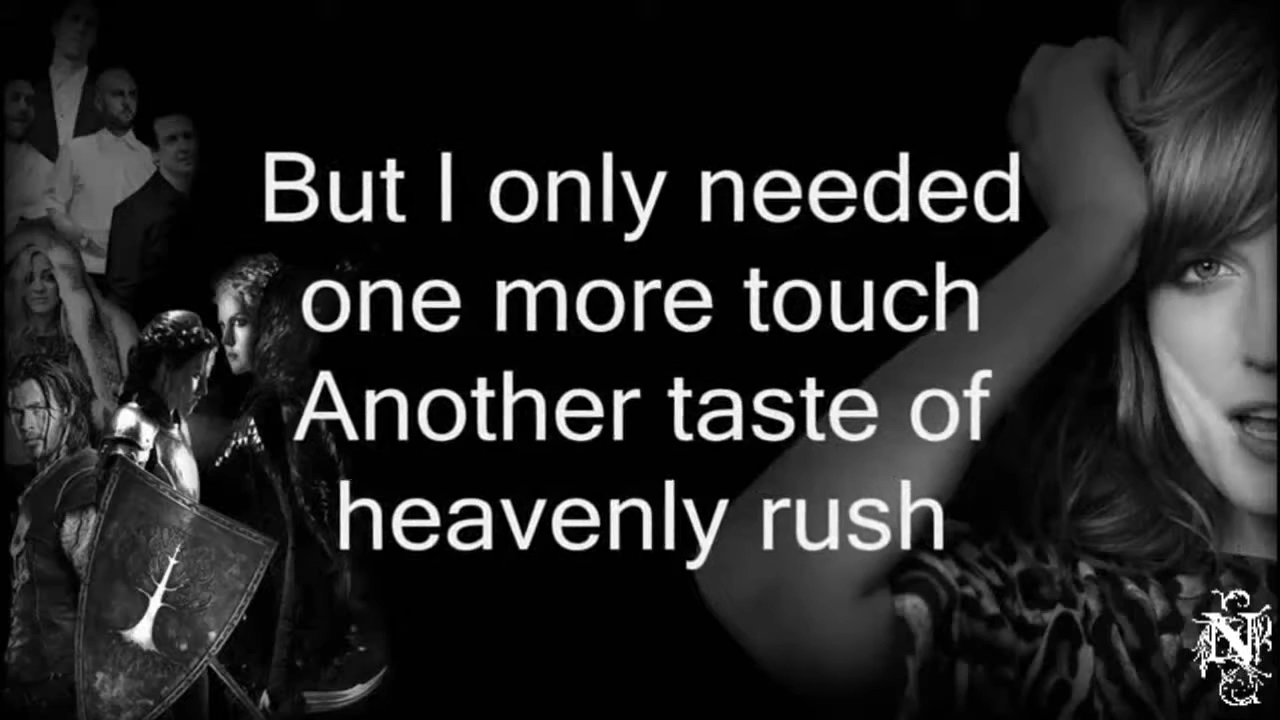 But I only needed
one more touch
Another taste of
heavenly rush
N